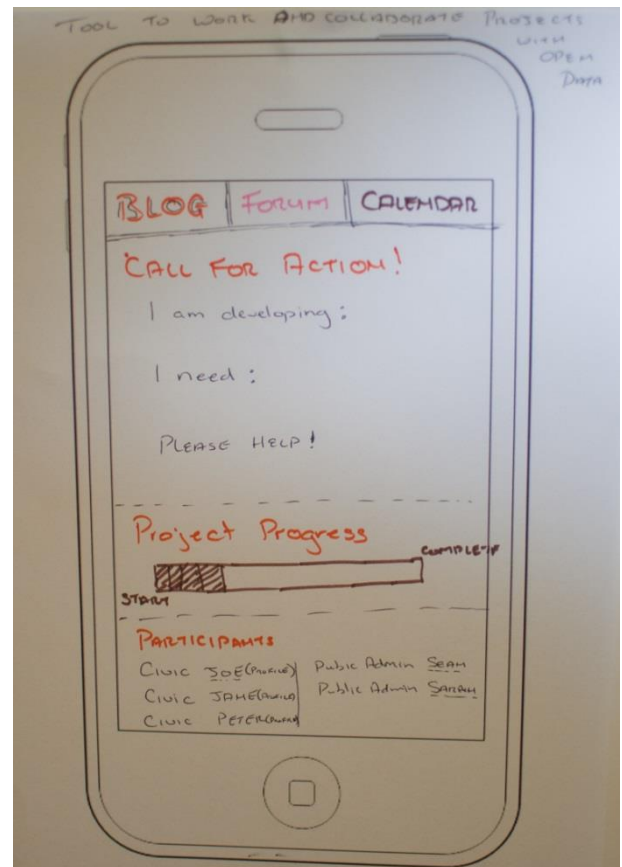 TOOL TO WORK AND COLLABORATE PROJECTS
WITH
OPEN
DATA
BLOG FORUM CALENDAR
CALL FOR ACTION!
I am developing:
I need:
PLEASE HELP!
Project Progress
COMPLETE
START
PARTICIPANTS
CIVIC JOE (PROFILE) Public Admin SEAN
CIVIC JANE (PROFILE) Public Admin SARAH
CIVIC PETER (PROFILE)